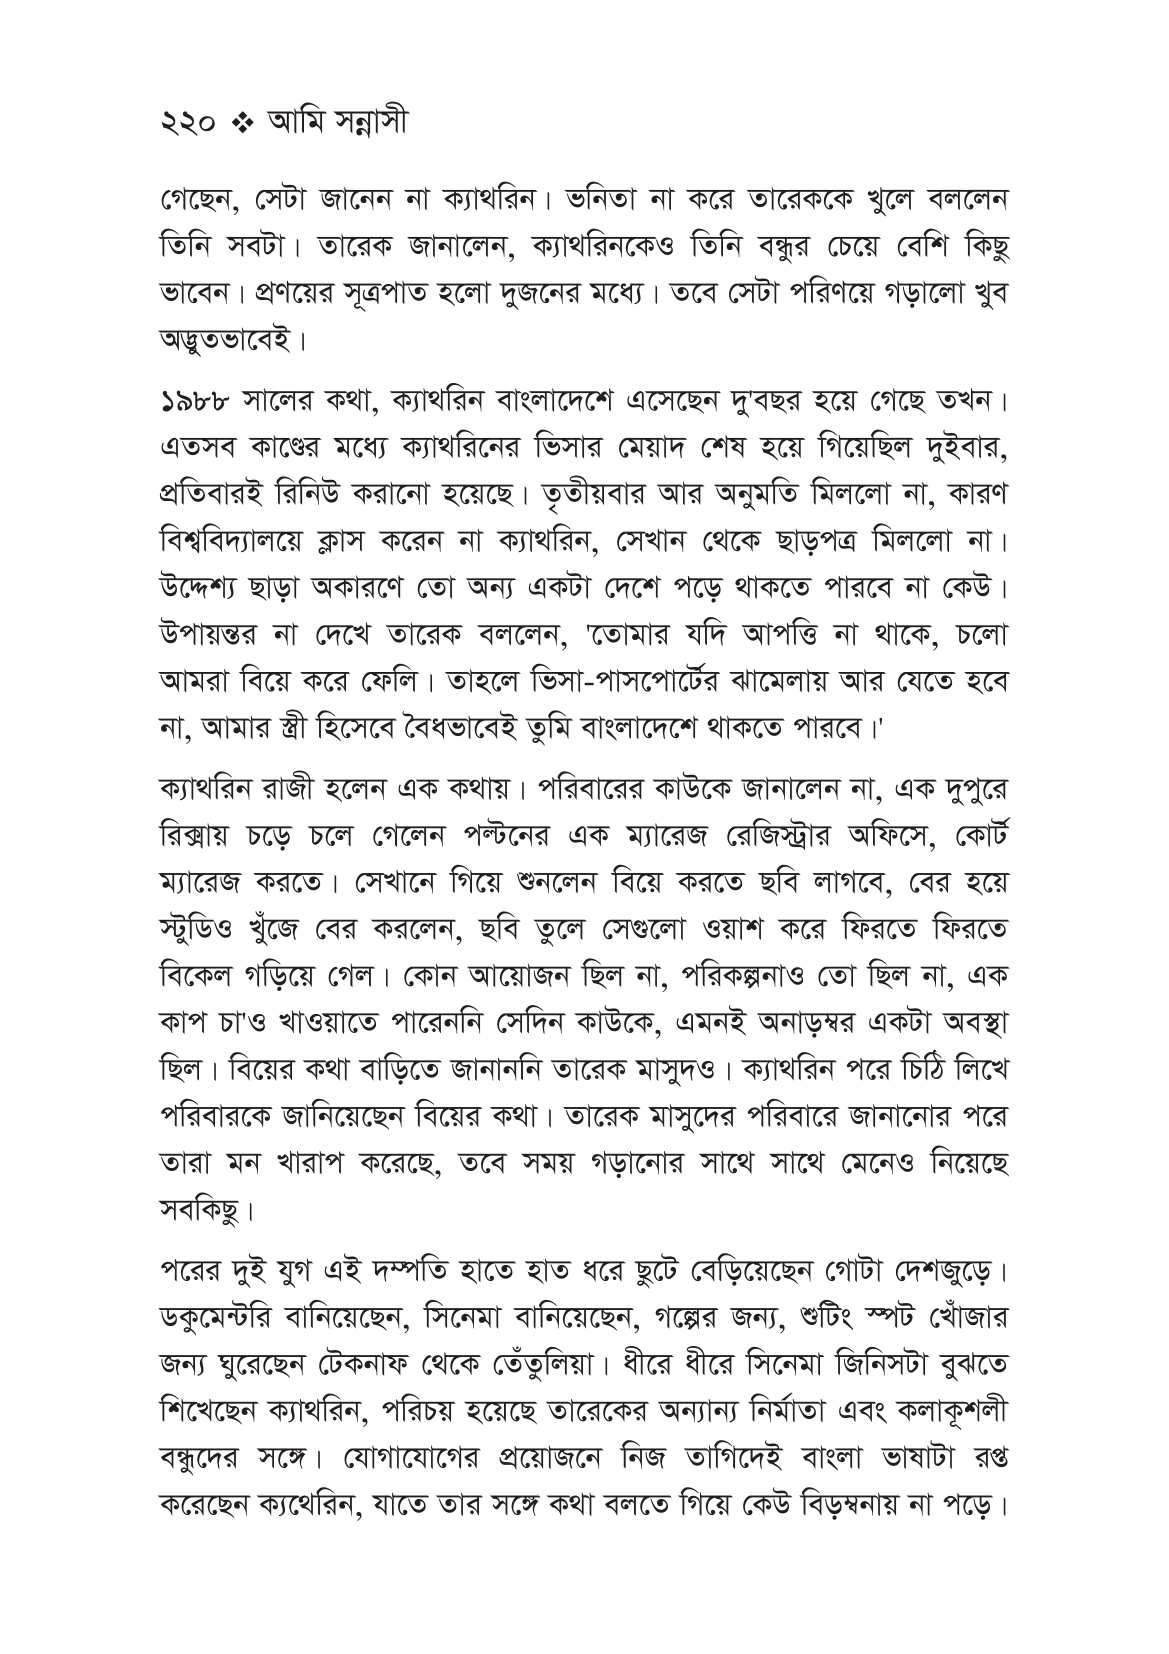 ২২০ ❖ আমি সন্নাসী
গেছেন, সেটা জানেন না ক্যাথরিন। ভনিতা না করে তারেককে খুলে বললেন
তিনি সবটা। তারেক জানালেন, ক্যাথরিনকেও তিনি বন্ধুর চেয়ে বেশি কিছু
ভাবেন। প্রণয়ের সূত্রপাত হলো দুজনের মধ্যে। তবে সেটা পরিণয়ে গড়ালো খুব
অদ্ভুতভাবেই।
১৯৮৮ সালের কথা, ক্যাথরিন বাংলাদেশে এসেছেন দু'বছর হয়ে গেছে তখন।
এতসব কাণ্ডের মধ্যে ক্যাথরিনের ভিসার মেয়াদ শেষ হয়ে গিয়েছিল দুইবার,
প্রতিবারই রিনিউ করানো হয়েছে। তৃতীয়বার আর অনুমতি মিললো না, কারণ
বিশ্ববিদ্যালয়ে ক্লাস করেন না ক্যাথরিন, সেখান থেকে ছাড়পত্র মিললো না।
উদ্দেশ্য ছাড়া অকারণে তো অন্য একটা দেশে পড়ে থাকতে পারবে না কেউ।
উপায়ন্তর না দেখে তারেক বললেন, 'তোমার যদি আপত্তি না থাকে, চলো
আমরা বিয়ে করে ফেলি। তাহলে ভিসা-পাসপোর্টের ঝামেলায় আর যেতে হবে
না, আমার স্ত্রী হিসেবে বৈধভাবেই তুমি বাংলাদেশে থাকতে পারবে।'
ক্যাথরিন রাজী হলেন এক কথায়। পরিবারের কাউকে জানালেন না, এক দুপুরে
রিক্সায় চড়ে চলে গেলেন পল্টনের এক ম্যারেজ রেজিস্ট্রার অফিসে, কোর্ট
ম্যারেজ করতে। সেখানে গিয়ে শুনলেন বিয়ে করতে ছবি লাগবে, বের হয়ে
স্টুডিও খুঁজে বের করলেন, ছবি তুলে সেগুলো ওয়াশ করে ফিরতে ফিরতে
বিকেল গড়িয়ে গেল। কোন আয়োজন ছিল না, পরিকল্পনাও তো ছিল না, এক
কাপ চা'ও খাওয়াতে পারেননি সেদিন কাউকে, এমনই অনাড়ম্বর একটা অবস্থা
ছিল। বিয়ের কথা বাড়িতে জানাননি তারেক মাসুদও। ক্যাথরিন পরে চিঠি লিখে
পরিবারকে জানিয়েছেন বিয়ের কথা। তারেক মাসুদের পরিবারে জানানোর পরে
তারা মন খারাপ করেছে, তবে সময় গড়ানোর সাথে সাথে মেনেও নিয়েছে
সবকিছু।
পরের দুই যুগ এই দম্পতি হাতে হাত ধরে ছুটে বেড়িয়েছেন গোটা দেশজুড়ে।
ডকুমেন্টরি বানিয়েছেন, সিনেমা বানিয়েছেন, গল্পের জন্য, শুটিং স্পট খোঁজার
জন্য ঘুরেছেন টেকনাফ থেকে তেঁতুলিয়া। ধীরে ধীরে সিনেমা জিনিসটা বুঝতে
শিখেছেন ক্যাথরিন, পরিচয় হয়েছে তারেকের অন্যান্য নির্মাতা এবং কলাকূশলী
বন্ধুদের সঙ্গে। যোগাযোগের প্রয়োজনে নিজ তাগিদেই বাংলা ভাষাটা রপ্ত
করেছেন ক্যথেরিন, যাতে তার সঙ্গে কথা বলতে গিয়ে কেউ বিড়ম্বনায় না পড়ে।